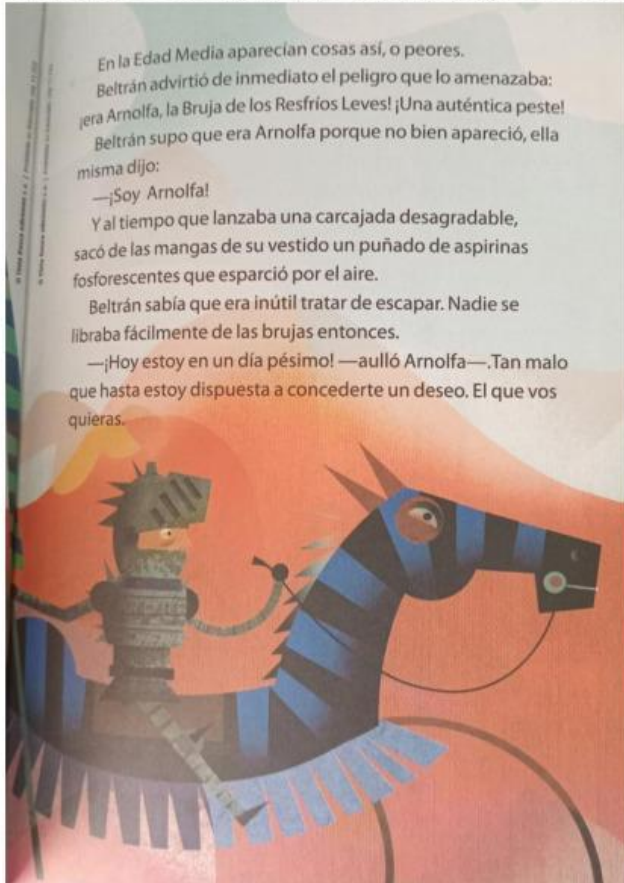 En la Edad Media aparecían cosas así, o peores.
Beltrán advirtió de inmediato el peligro que lo amenazaba:
¡era Arnolfa, la Bruja de los Resfríos Leves! ¡Una auténtica peste!
Beltrán supo que era Arnolfa porque no bien apareció, ella
misma dijo:
—¡Soy Arnolfa!
Y al tiempo que lanzaba una carcajada desagradable,
sacó de las mangas de su vestido un puñado de aspirinas
fosforescentes que esparció por el aire.
Beltrán sabía que era inútil tratar de escapar. Nadie se
libraba fácilmente de las brujas entonces.
—¡Hoy estoy en un día pésimo! —aulló Arnolfa—.Tan malo
que hasta estoy dispuesta a concederte un deseo. El que vos
quieras.